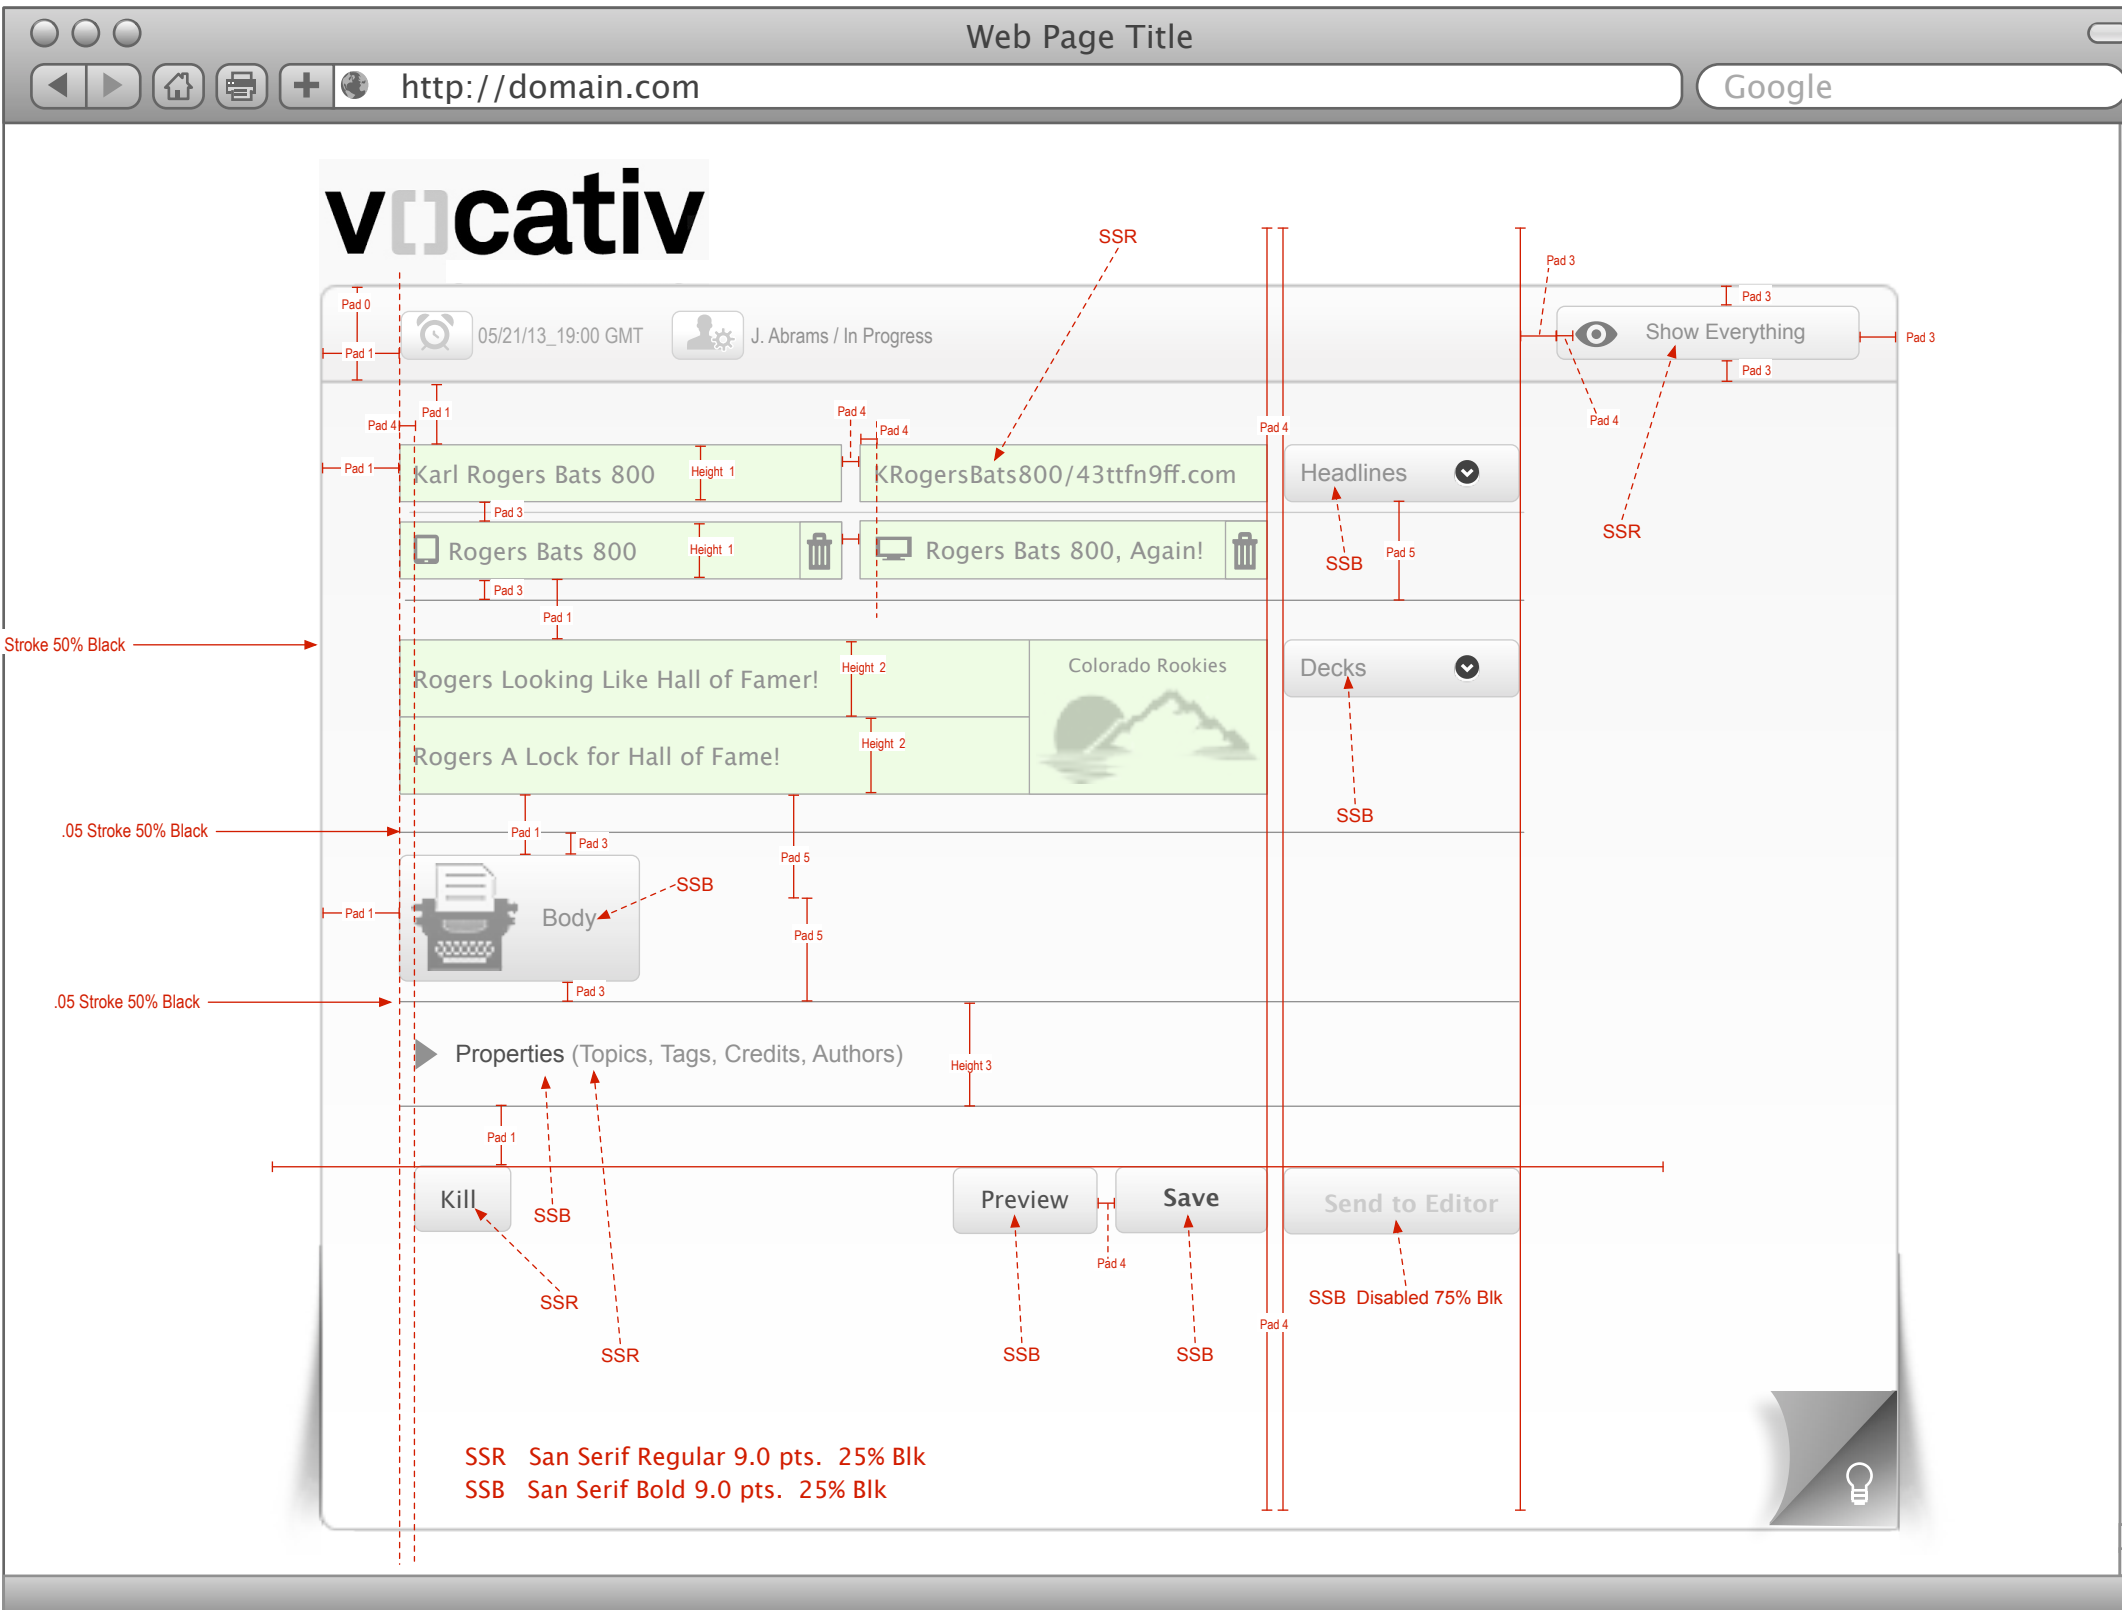 Web Page Title
http://domain.com
Google
v[]cativ
SSR
Pad 3
Pad 0
Pad 3
05/21/13_19:00 GMT
J. Abrams / In Progress
Show Everything
Pad 1
Pad 3
Pad 3
Pad 1
Pad 4
Pad 4
Pad 4
Pad 4
Pad 4
Pad 4
Pad 1
Karl Rogers Bats 800
Height 1
KRogersBats800/43ttfn9ff.com
Headlines
Pad 3
SSR
Rogers Bats 800
Height 1
Rogers Bats 800, Again!
Pad 5
SSB
Pad 3
Pad 1
Stroke 50% Black
Rogers Looking Like Hall of Famer!
Height 2
Colorado Rookies
Decks
Rogers A Lock for Hall of Fame!
Height 2
SSB
.05 Stroke 50% Black
Pad 1
Pad 3
Pad 5
SSB
Pad 1
Body
Pad 5
Pad 3
.05 Stroke 50% Black
Properties (Topics, Tags, Credits, Authors)
Height 3
Pad 1
Kill
Preview
Save
Send to Editor
SSB
Pad 4
SSR
SSB Disabled 75% Blk
Pad 4
SSR
SSB
SSB
SSR San Serif Regular 9.0 pts. 25% Blk
SSB San Serif Bold 9.0 pts. 25% Blk